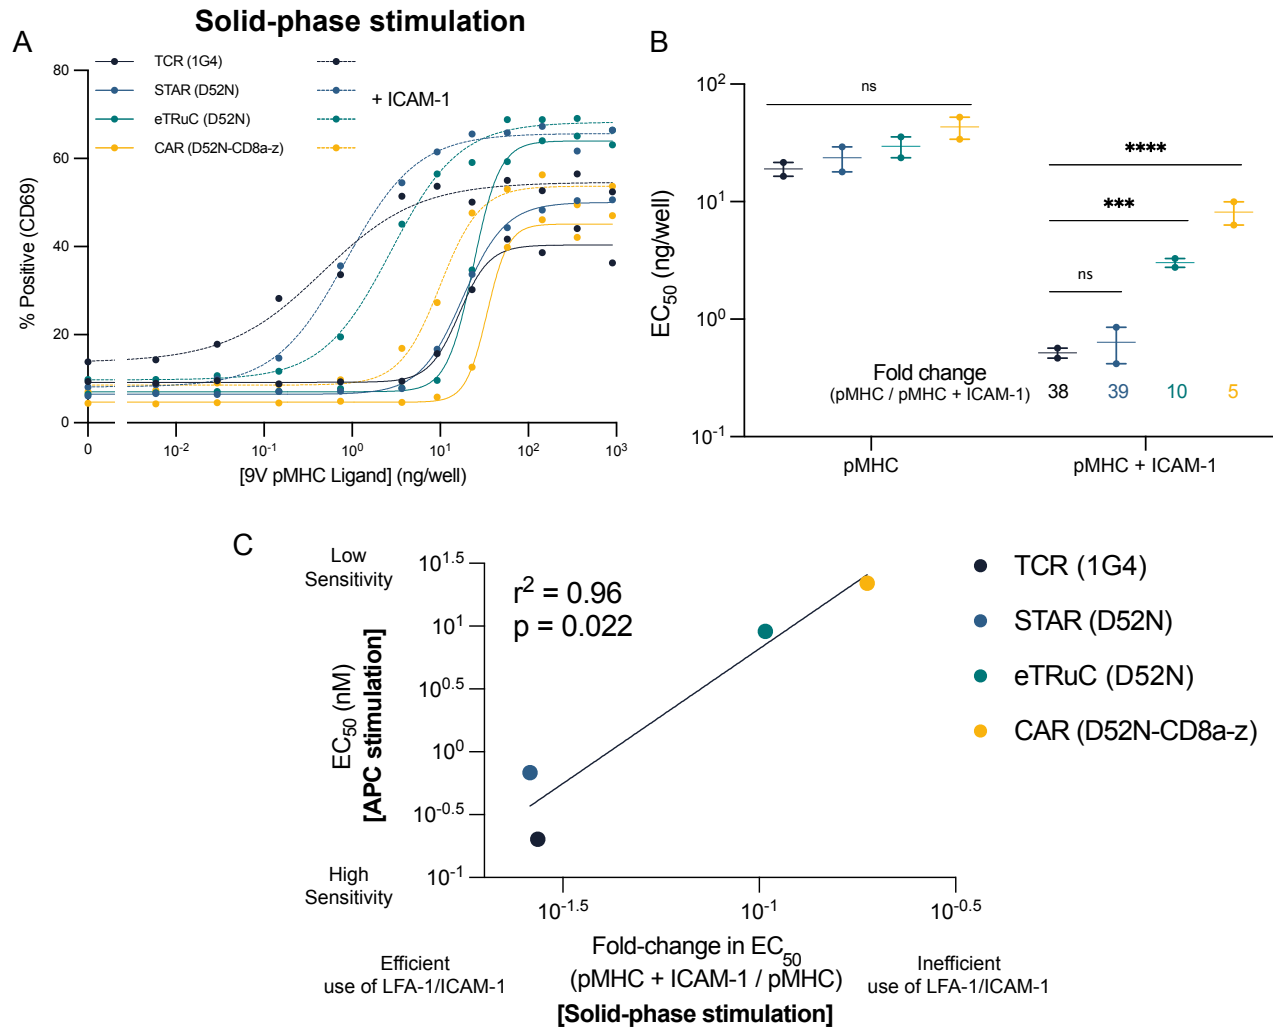 Solid-phase stimulation
A
TCR (1G4)
STAR (D52N)
eTRuC (D52N)
CAR (D52N-CD8a-z)
+ ICAM-1
% Positive (CD69)
80
60
40
20
0
0
10-2
10-1
100
101
102
103
[9V pMHC Ligand] (ng/well)
B
EC50 (ng/well)
102
101
100
10-1
ns
****
***
ns
Fold change
(pMHC / pMHC + ICAM-1)
38
39
10
5
pMHC
pMHC + ICAM-1
C
Low
Sensitivity
High
Sensitivity
EC50 (nM)
[APC stimulation]
101.5
101
100.5
100
10-0.5
10-1
r2 = 0.96
p = 0.022
10-1.5
10-1
10-0.5
Fold-change in EC50
(pMHC + ICAM-1 / pMHC)
[Solid-phase stimulation]
Efficient
use of LFA-1/ICAM-1
Inefficient
use of LFA-1/ICAM-1
TCR (1G4)
STAR (D52N)
eTRuC (D52N)
CAR (D52N-CD8a-z)